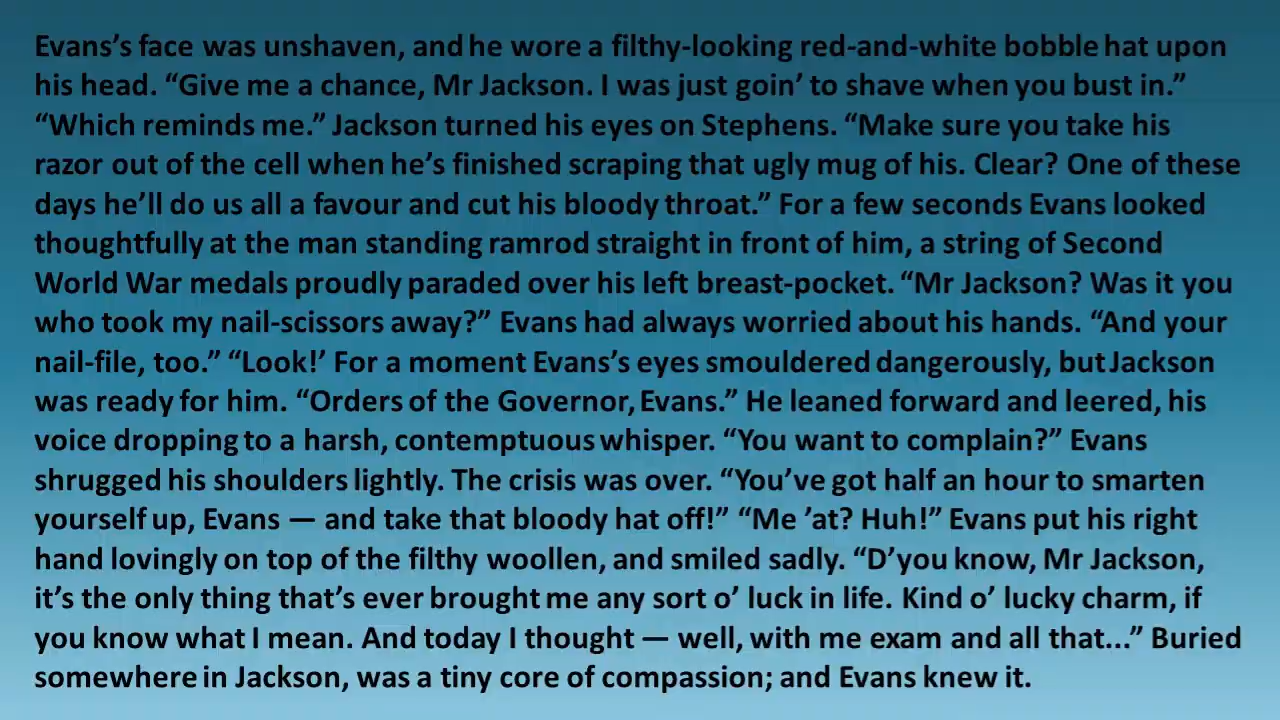 Evans’s face was unshaven, and he wore a filthy-looking red-and-white bobble hat upon
his head. “Give me a chance, Mr Jackson. I was just goin’ to shave when you bust in.”
“Which reminds me.” Jackson turned his eyes on Stephens. “Make sure you take his
razor out of the cell when he’s finished scraping that ugly mug of his. Clear? One of these
days he’ll do us all a favour and cut his bloody throat.” For a few seconds Evans looked
thoughtfully at the man standing ramrod straight in front of him, a string of Second
World War medals proudly paraded over his left breast-pocket. “Mr Jackson? Was it you
who took my nail-scissors away?” Evans had always worried about his hands. “And your
nail-file, too.” “Look!’ For a moment Evans’s eyes smouldered dangerously, but Jackson
was ready for him. “Orders of the Governor, Evans.” He leaned forward and leered, his
voice dropping to a harsh, contemptuous whisper. “You want to complain?” Evans
shrugged his shoulders lightly. The crisis was over. “You’ve got half an hour to smarten
yourself up, Evans — and take that bloody hat off!” “Me ’at? Huh!” Evans put his right
hand lovingly on top of the filthy woollen, and smiled sadly. “D’you know, Mr Jackson,
it’s the only thing that’s ever brought me any sort o’ luck in life. Kind o’ lucky charm, if
you know what I mean. And today I thought — well, with me exam and all that...” Buried
somewhere in Jackson, was a tiny core of compassion; and Evans knew it.